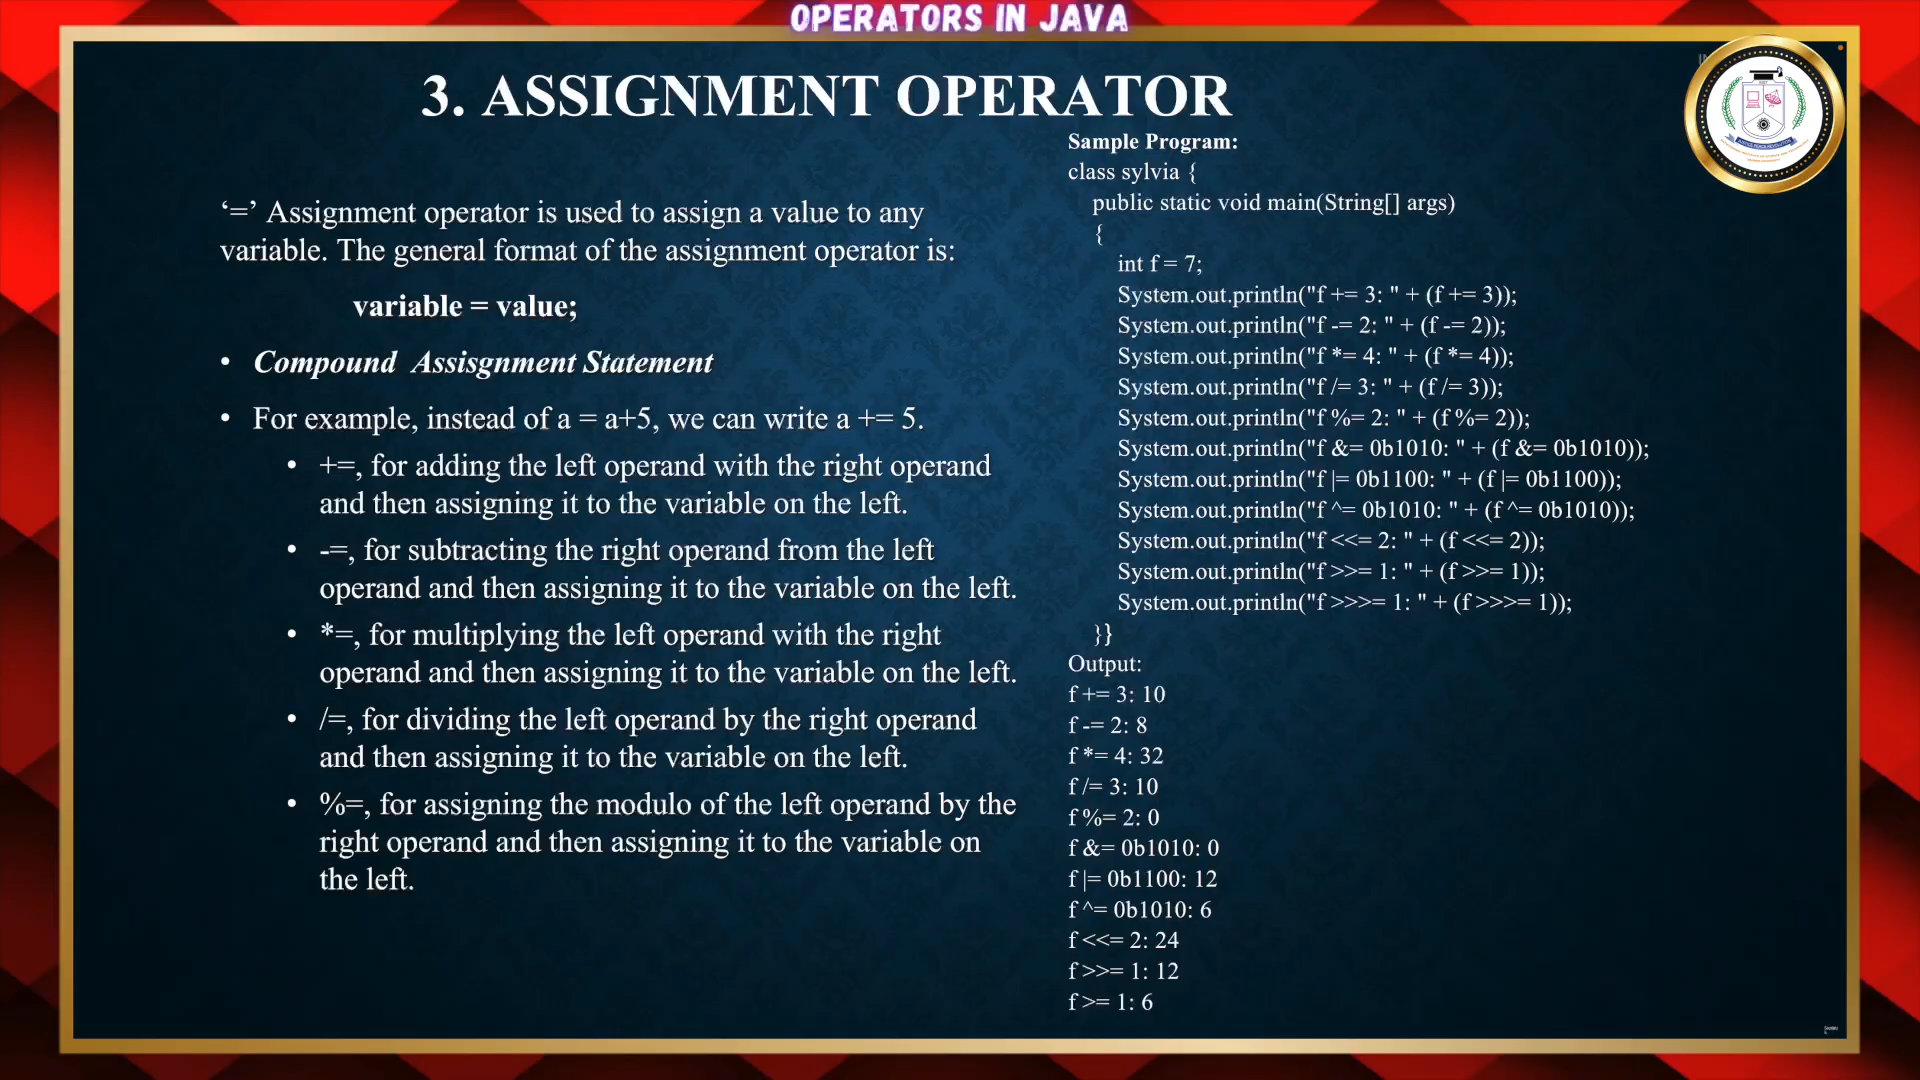 OPERATORS IN JAVA
3. ASSIGNMENT OPERATOR
‘=’ Assignment operator is used to assign a value to any
variable. The general format of the assignment operator is:
variable = value;
• Compound Assisgnment Statement
• For example, instead of a = a+5, we can write a += 5.
• +=, for adding the left operand with the right operand
and then assigning it to the variable on the left.
• -=, for subtracting the right operand from the left
operand and then assigning it to the variable on the left.
• *=, for multiplying the left operand with the right
operand and then assigning it to the variable on the left.
• /=, for dividing the left operand by the right operand
and then assigning it to the variable on the left.
• %=, for assigning the modulo of the left operand by the
right operand and then assigning it to the variable on
the left.
Sample Program:
class sylvia {
public static void main(String[] args)
{
int f = 7;
System.out.println("f += 3: " + (f += 3));
System.out.println("f -= 2: " + (f -= 2));
System.out.println("f *= 4: " + (f *= 4));
System.out.println("f /= 3: " + (f /= 3));
System.out.println("f %= 2: " + (f %= 2));
System.out.println("f &= 0b1010: " + (f &= 0b1010));
System.out.println("f |= 0b1100: " + (f |= 0b1100));
System.out.println("f ^= 0b1010: " + (f ^= 0b1010));
System.out.println("f <<= 2: " + (f <<= 2));
System.out.println("f >>= 1: " + (f >>= 1));
System.out.println("f >>>= 1: " + (f >>>= 1));
}}
Output:
f += 3: 10
f -= 2: 8
f *= 4: 32
f /= 3: 10
f %= 2: 0
f &= 0b1010: 0
f |= 0b1100: 12
f ^= 0b1010: 6
f <<= 2: 24
f >>= 1: 12
f >= 1: 6